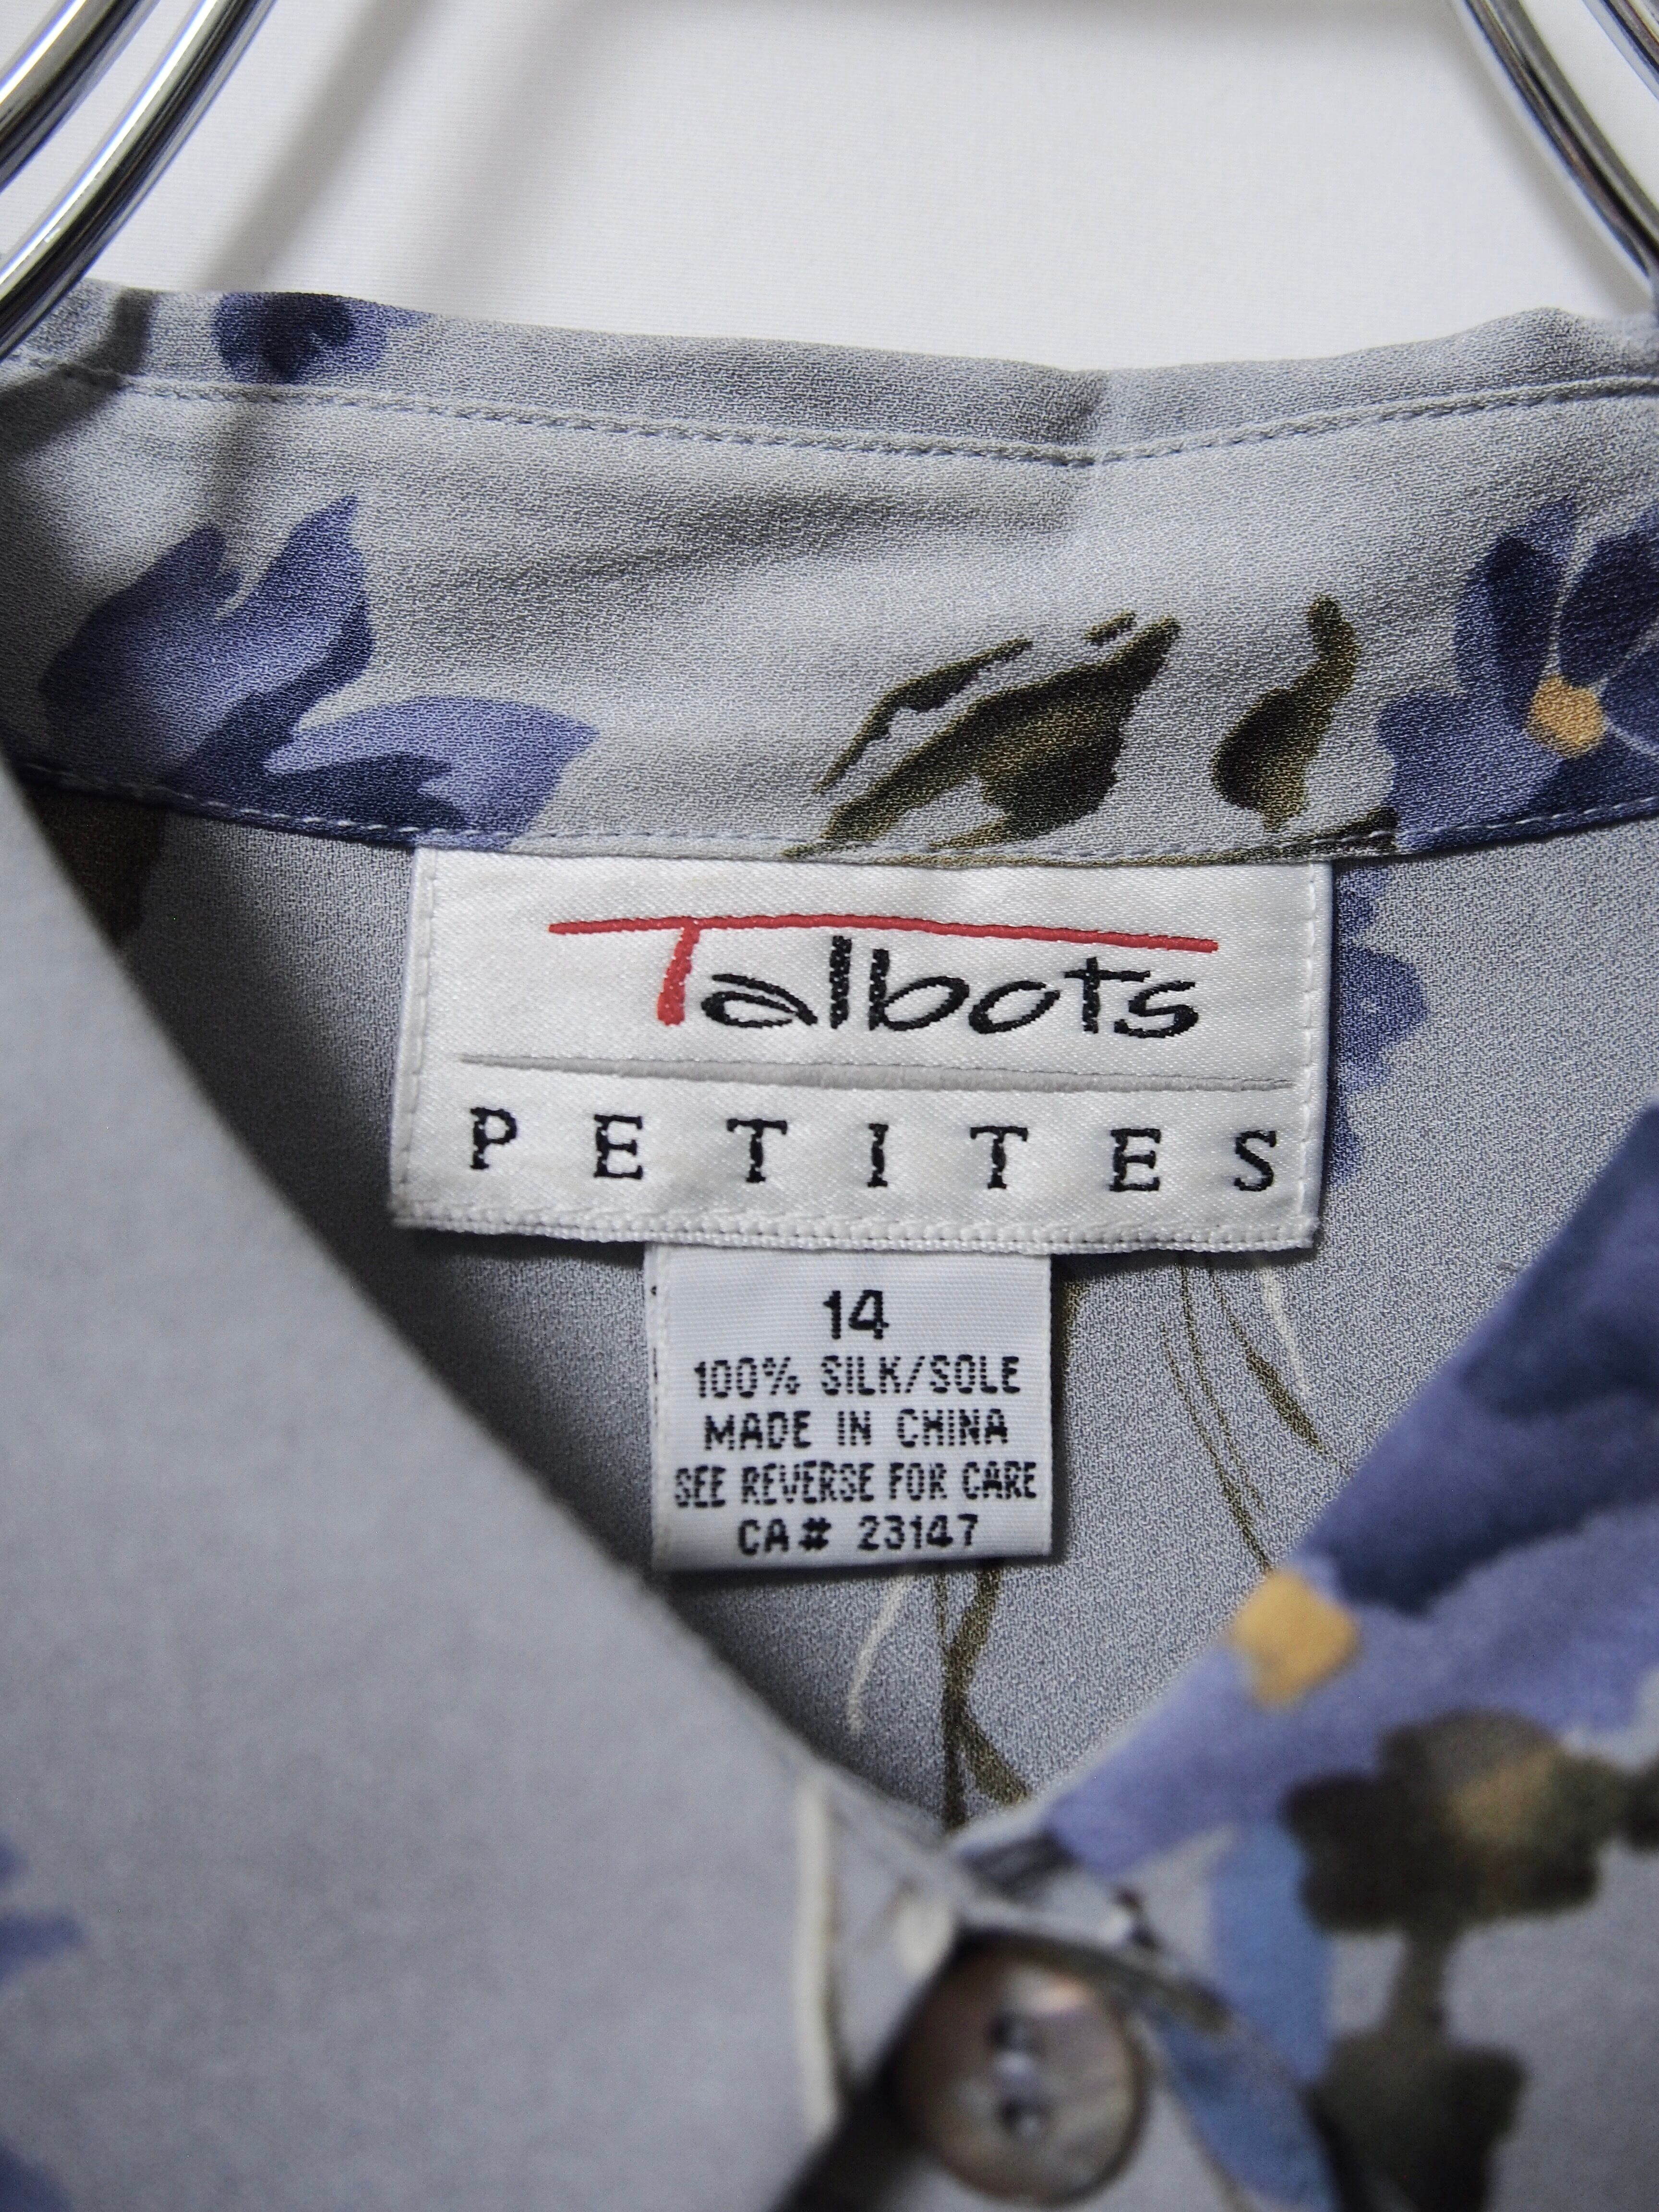 Talbots
PETITES
14
100% SILK/SOLE
MADE IN CHINA
SEE REVERSE FOR CARE
CA# 23147